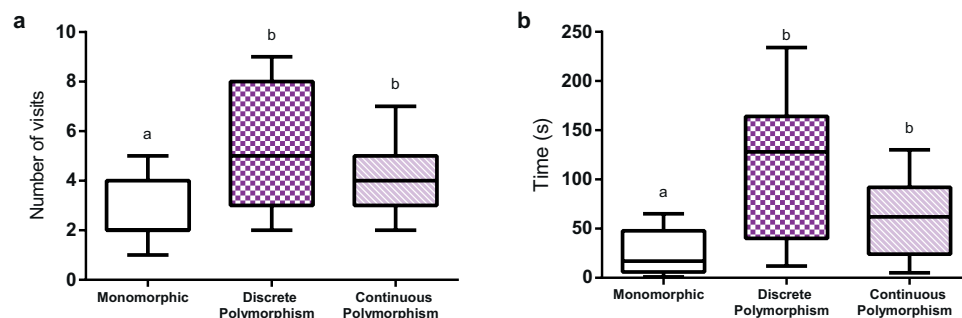 a
Number of visits
10
8
6
4
2
0
a
b
b
Monomorphic
Discrete
Polymorphism
Continuous
Polymorphism
b
Time (s)
250
200
150
100
50
0
a
b
b
Monomorphic
Discrete
Polymorphism
Continuous
Polymorphism